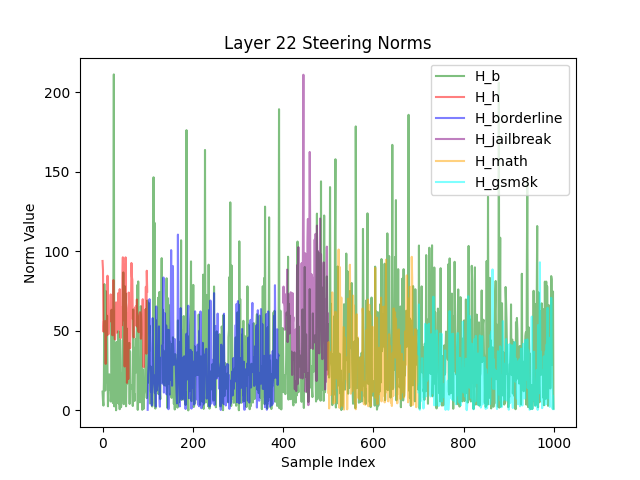 Layer 22 Steering Norms
Norm Value
200
150
100
50
0
H_b
H_h
H_borderline
H_jailbreak
H_math
H_gsm8k
0
200
400
600
800
1000
Sample Index